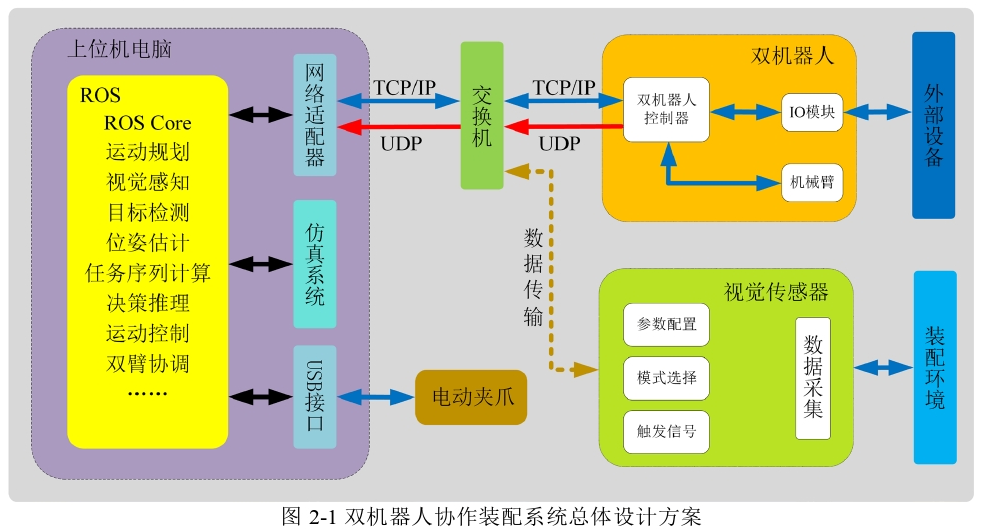 上位机电脑
ROS
ROS Core
运动规划
视觉感知
目标检测
位姿估计
任务序列计算
决策推理
运动控制
双臂协调
……
网络适配器
仿真系统
USB接口
TCP/IP
UDP
交换机
TCP/IP
UDP
数据传输
电动夹爪
双机器人
双机器人
控制器
IO模块
机械臂
外部设备
视觉传感器
参数配置
模式选择
触发信号
数据采集
装配环境
图 2-1 双机器人协作装配系统总体设计方案